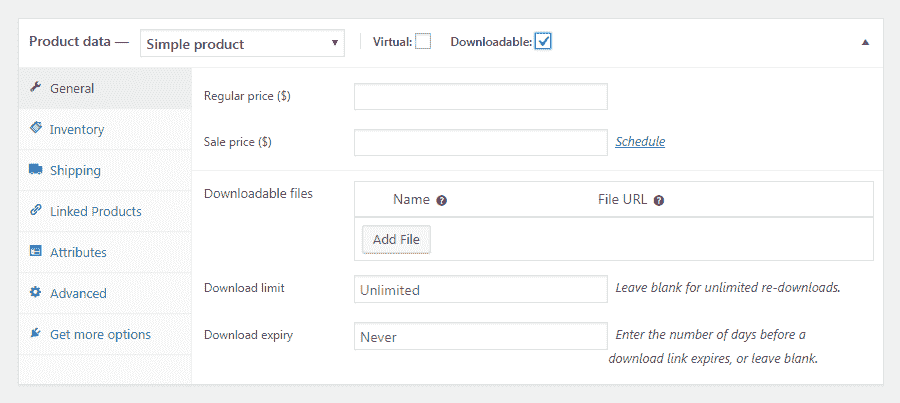 Product data — Simple product Virtual: Downloadable:
General
Inventory
Shipping
Linked Products
Attributes
Advanced
Get more options
Regular price ($)
Sale price ($) Schedule
Downloadable files Name File URL
Add File
Download limit Unlimited Leave blank for unlimited re-downloads.
Download expiry Never Enter the number of days before a
download link expires, or leave blank.